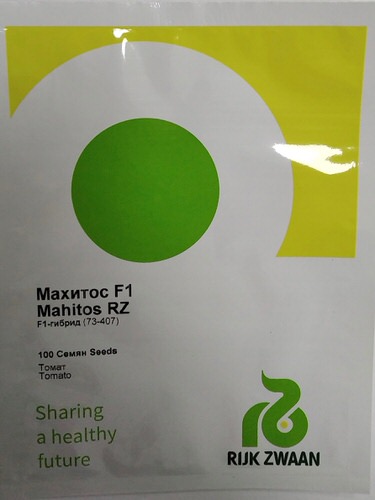 Махитос F1
Mahitos RZ
F1-гибрид (73-407)
100 Семян Seeds
Томат
Tomato
Sharing
a healthy
future
RIJK ZWAAN